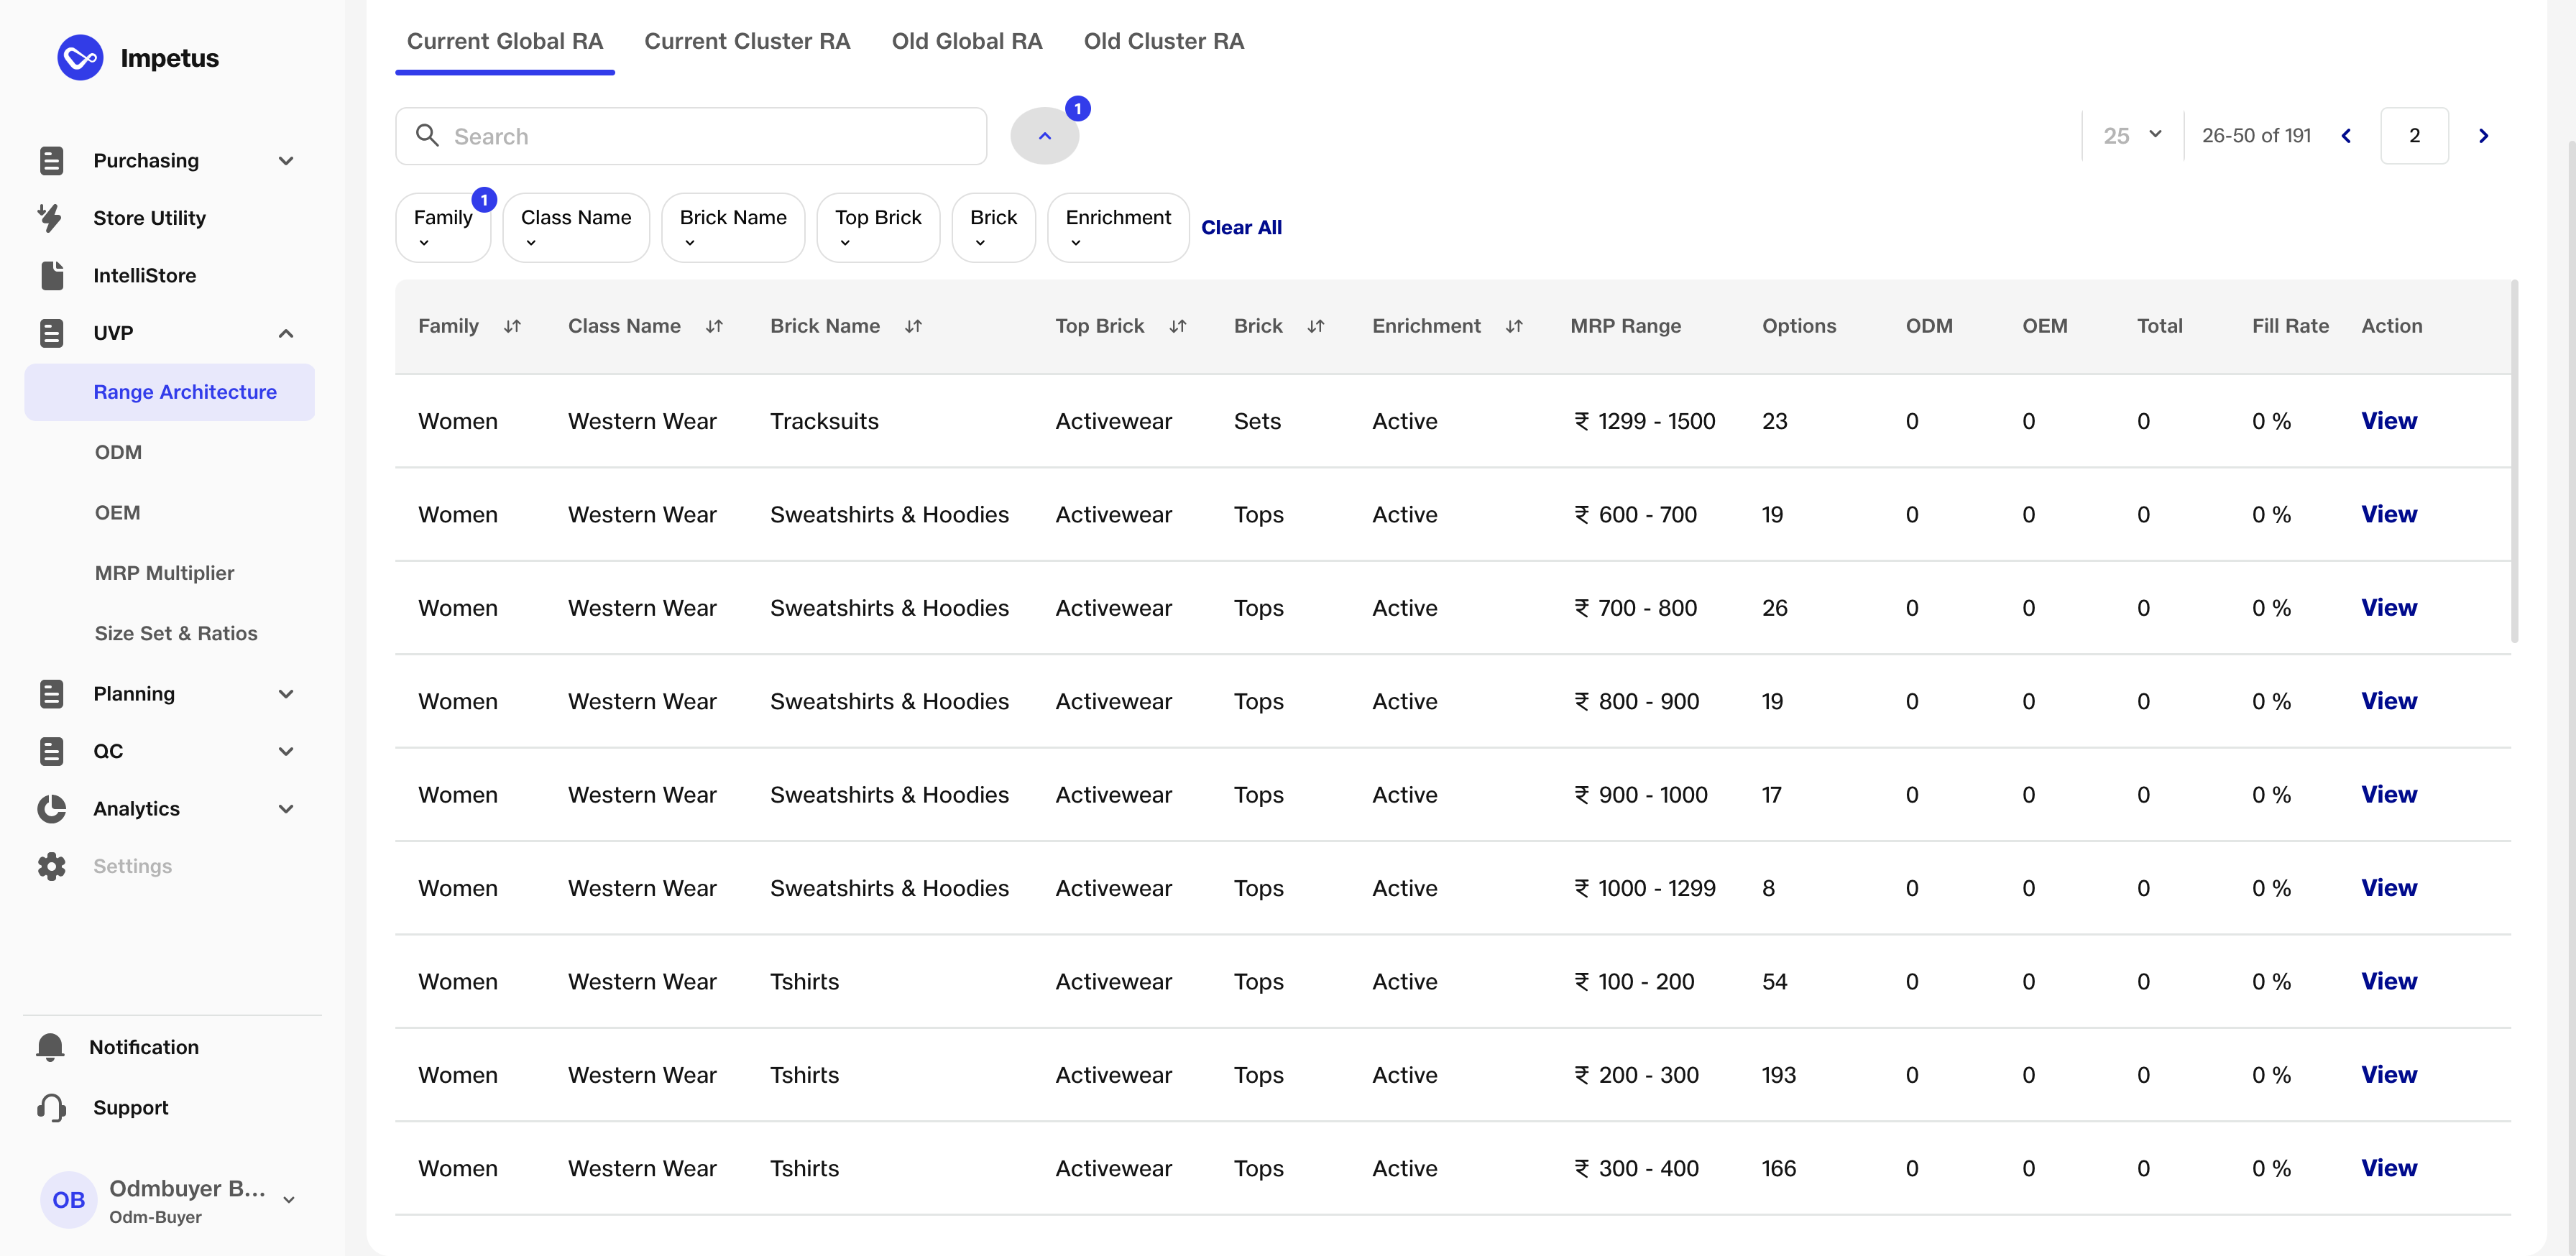 Impetus
Purchasing
Store Utility
IntelliStore
UVP
Range Architecture
ODM
OEM
MRP Multiplier
Size Set & Ratios
Planning
QC
Analytics
Settings
Notification
Support
OB
Odmbuyer B...
Odm-Buyer
Current Global RA Current Cluster RA Old Global RA Old Cluster RA
Search 1 25 26-50 of 191 2
Family 1 Class Name Brick Name Top Brick Brick Enrichment Clear All
Family Class Name Brick Name Top Brick Brick Enrichment MRP Range Options ODM OEM Total Fill Rate Action
Women Western Wear Tracksuits Activewear Sets Active ₹ 1299 - 1500 23 0 0 0 0 % View
Women Western Wear Sweatshirts & Hoodies Activewear Tops Active ₹ 600 - 700 19 0 0 0 0 % View
Women Western Wear Sweatshirts & Hoodies Activewear Tops Active ₹ 700 - 800 26 0 0 0 0 % View
Women Western Wear Sweatshirts & Hoodies Activewear Tops Active ₹ 800 - 900 19 0 0 0 0 % View
Women Western Wear Sweatshirts & Hoodies Activewear Tops Active ₹ 900 - 1000 17 0 0 0 0 % View
Women Western Wear Sweatshirts & Hoodies Activewear Tops Active ₹ 1000 - 1299 8 0 0 0 0 % View
Women Western Wear Tshirts Activewear Tops Active ₹ 100 - 200 54 0 0 0 0 % View
Women Western Wear Tshirts Activewear Tops Active ₹ 200 - 300 193 0 0 0 0 % View
Women Western Wear Tshirts Activewear Tops Active ₹ 300 - 400 166 0 0 0 0 % View